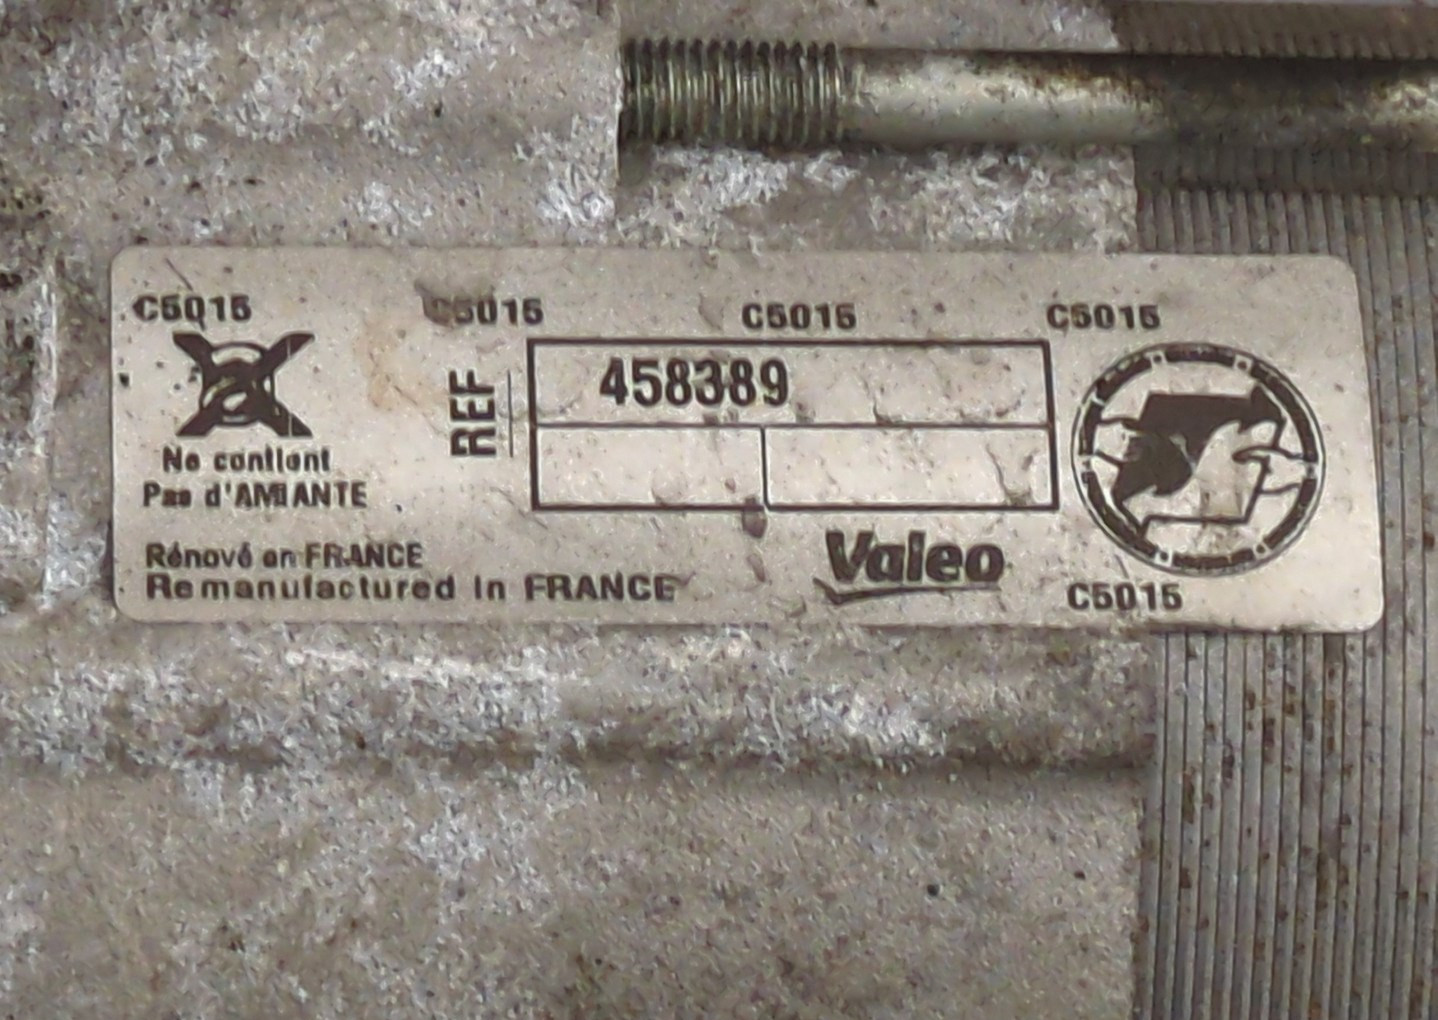 C5015 C5015 C5015 C5015
REF 458389
Ne contient
Pas d'AMIANTE
Rénové en FRANCE
Remanufactured in FRANCE
Valeo
C5015